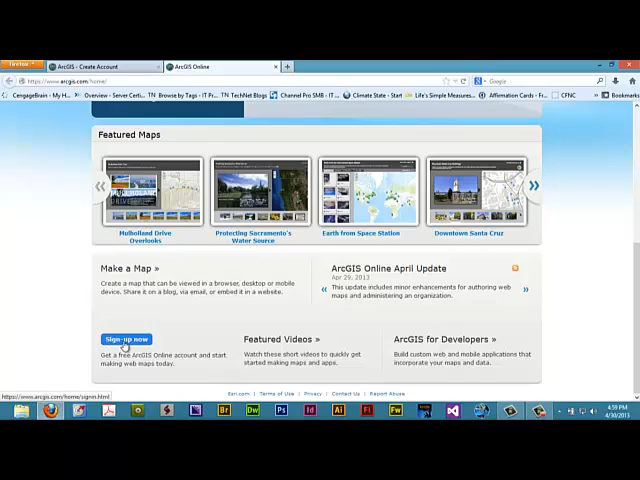 Firefox
ArcGIS - Create Account
ArcGIS Online
https://www.arcgis.com/home/
Google
CengageBrain - My H...
Overview - Server Certi...
Browse by Tags - IT Pr...
TechNet Blogs
Channel Pro SMB - IT ...
Climate State - Start
Life's Simple Measures...
Affirmation Cards - Fr...
CFNC
Bookmarks
Featured Maps
Mulholland Drive
Overlooks
Protecting Sacramento's
Water Source
Earth from Space Station
Downtown Santa Cruz
Make a Map »
Create a map that can be viewed in a browser, desktop or mobile
device. Share it on a blog, via email, or embed it in a website.
ArcGIS Online April Update
Apr 29, 2013
This update includes minor enhancements for authoring web
maps and administering an organization.
Sign-up now
Get a free ArcGIS Online account and start
making web maps today.
Featured Videos »
Watch these short videos to quickly get
started making maps and apps.
ArcGIS for Developers »
Build custom web and mobile applications that
incorporate your maps and data.
https://www.arcgis.com/home/signin.html
Esri.com | Terms of Use | Privacy | Contact Us | Report Abuse
Br
Dw
Ps
Id
Ai
Fl
Fw
4:59 PM
4/30/2013